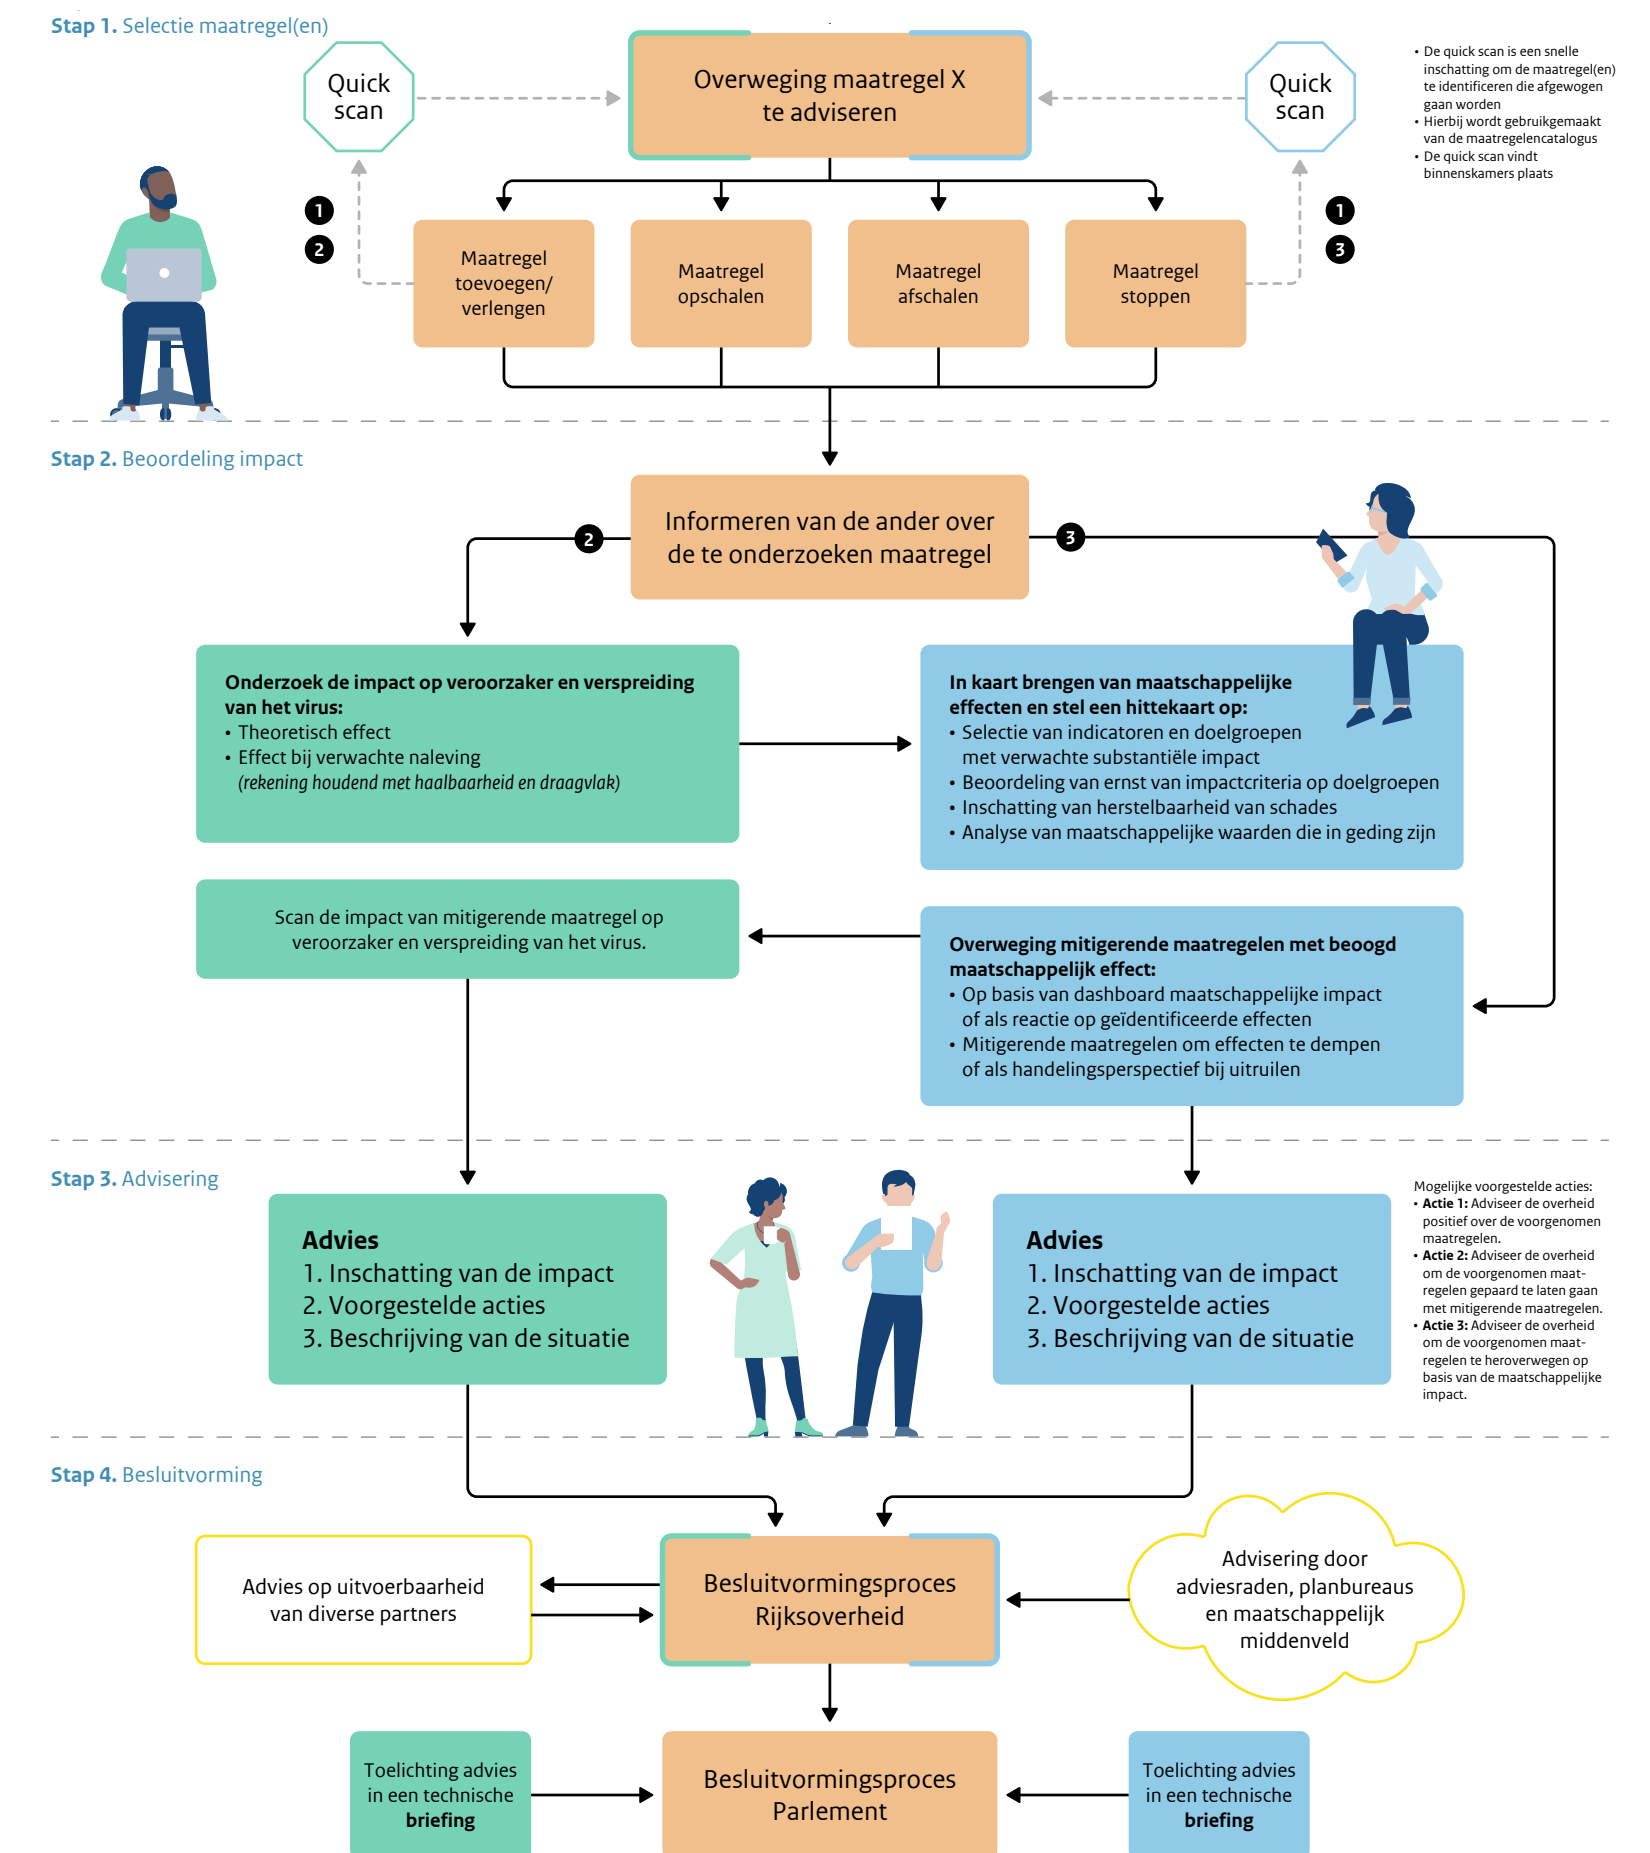 Stap 1. Selectie maatregel(en)
Quick
scan
Overweging maatregel X
te adviseren
Quick
scan
• De quick scan is een snelle
inschatting om de maatregel(en)
te identificeren die afgewogen
gaan worden
• Hierbij wordt gebruikgemaakt
van de maatregelencatalogus
• De quick scan vindt
binnenskamers plaats
1
2
1
3
Maatregel
toevoegen/
verlengen
Maatregel
opschalen
Maatregel
afschalen
Maatregel
stoppen
Stap 2. Beoordeling impact
Informeren van de ander over
de te onderzoeken maatregel
2
3
Onderzoek de impact op veroorzaker en verspreiding
van het virus:
• Theoretisch effect
• Effect bij verwachte naleving
(rekening houdend met haalbaarheid en draagvlak)
In kaart brengen van maatschappelijke
effecten en stel een hittekaart op:
• Selectie van indicatoren en doelgroepen
met verwachte substantiële impact
• Beoordeling van ernst van impactcriteria op doelgroepen
• Inschatting van herstelbaarheid van schades
• Analyse van maatschappelijke waarden die in geding zijn
Scan de impact van mitigerende maatregel op
veroorzaker en verspreiding van het virus.
Overweging mitigerende maatregelen met beoogd
maatschappelijk effect:
• Op basis van dashboard maatschappelijke impact
of als reactie op geïdentificeerde effecten
• Mitigerende maatregelen om effecten te dempen
of als handelingsperspectief bij uitruilen
Stap 3. Advisering
Advies
1. Inschatting van de impact
2. Voorgestelde acties
3. Beschrijving van de situatie
Advies
1. Inschatting van de impact
2. Voorgestelde acties
3. Beschrijving van de situatie
Mogelijke voorgestelde acties:
• Actie 1: Adviseer de overheid
positief over de voorgenomen
maatregelen.
• Actie 2: Adviseer de overheid
om de voorgenomen maat-
regelen gepaard te laten gaan
met mitigerende maatregelen.
• Actie 3: Adviseer de overheid
om de voorgenomen maat-
regelen te heroverwegen op
basis van de maatschappelijke
impact.
Stap 4. Besluitvorming
Advies op uitvoerbaarheid
van diverse partners
Besluitvormingsproces
Rijksoverheid
Advisering door
adviesraden, planbureaus
en maatschappelijk
middenveld
Toelichting advies
in een technische
briefing
Besluitvormingsproces
Parlement
Toelichting advies
in een technische
briefing